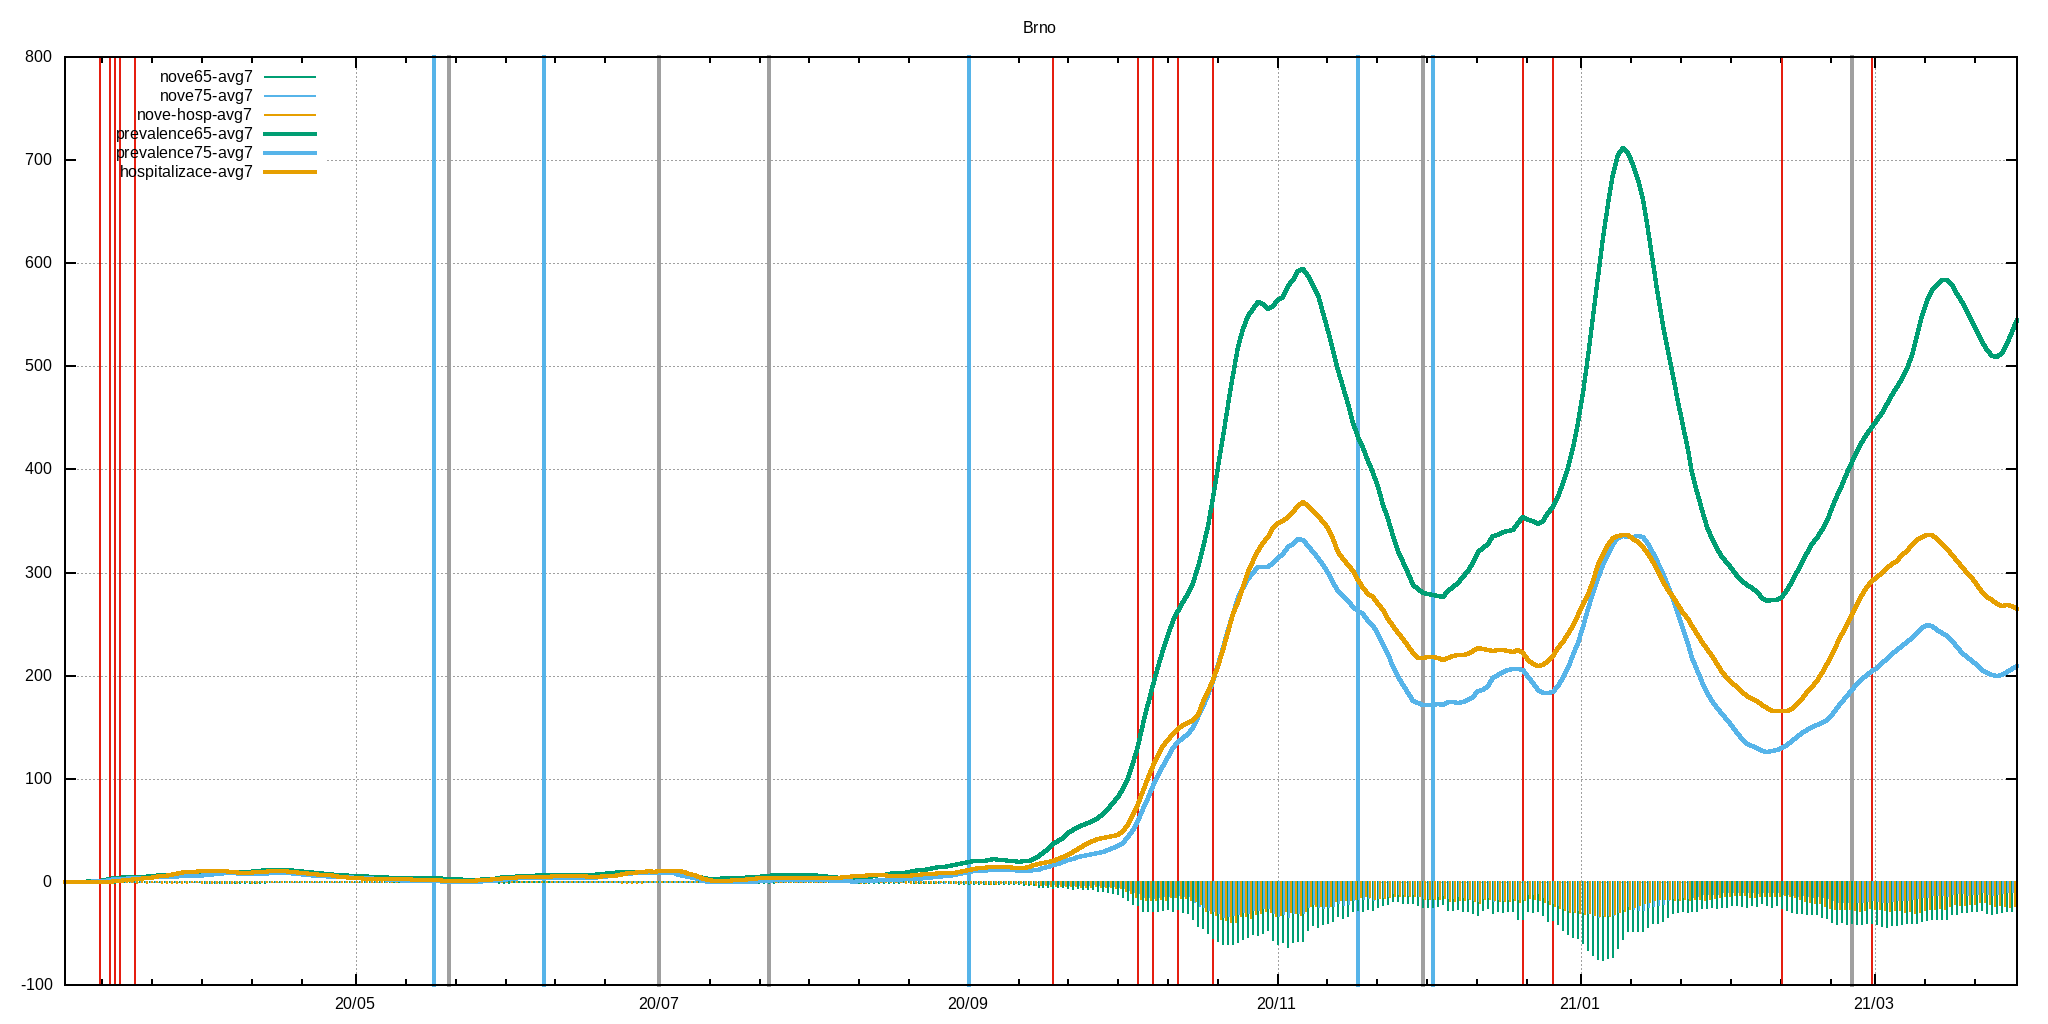 Brno
800
700
600
500
400
300
200
100
0
-100
nove65-avg7
nove75-avg7
nove-hosp-avg7
prevalence65-avg7
prevalence75-avg7
hospitalizace-avg7
20/05
20/07
20/09
20/11
21/01
21/03